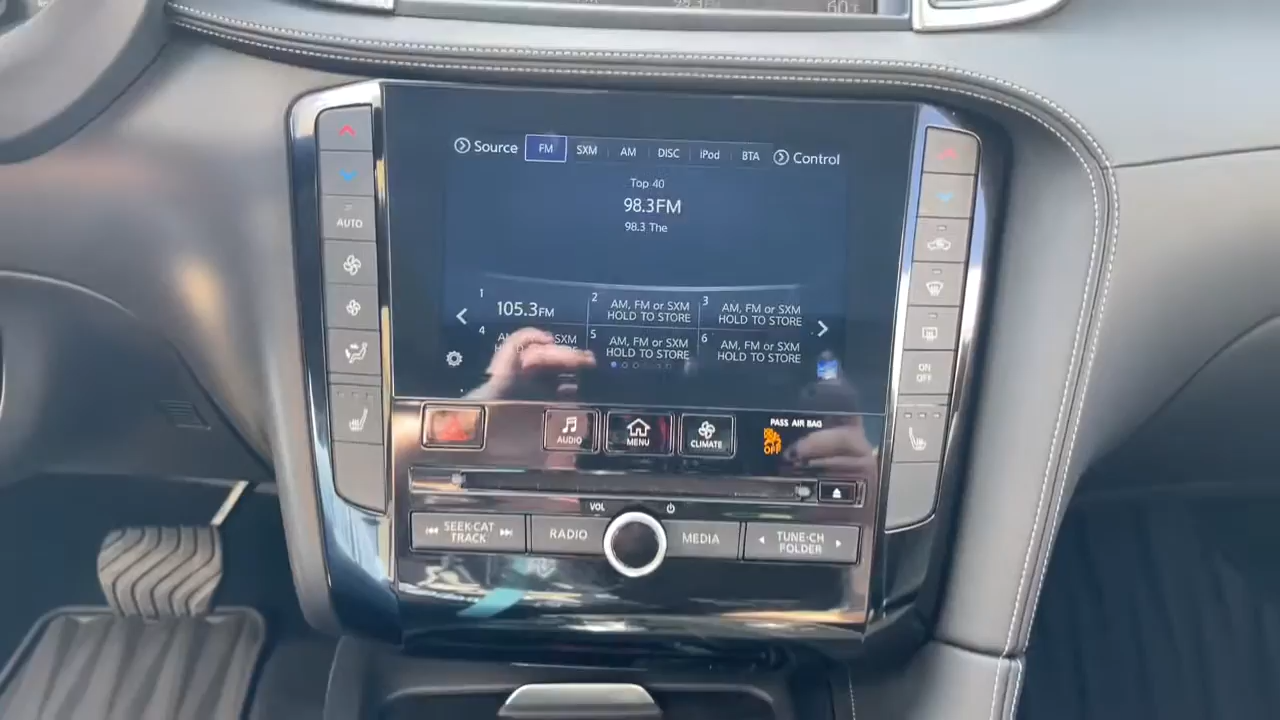 60°F
Source FM SXM AM DISC iPod BTA Control
Top 40
98.3FM
98.3 The
1 105.3FM
2 AM, FM or SXM
HOLD TO STORE
3 AM, FM or SXM
HOLD TO STORE
4
SXM
5 AM, FM or SXM
HOLD TO STORE
6 AM, FM or SXM
HOLD TO STORE
AUTO
ON
OFF
AUDIO
MENU
CLIMATE
PASS AIR BAG
OFF
VOL
SEEK·CAT
TRACK
RADIO
MEDIA
TUNE·CH
FOLDER